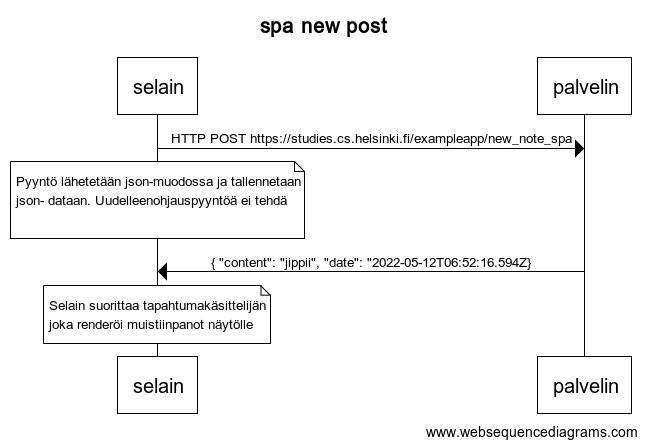 spa new post
selain
palvelin
HTTP POST https://studies.cs.helsinki.fi/exampleapp/new_note_spa
Pyyntö lähetetään json-muodossa ja tallennetaan
json- dataan. Uudelleenohjauspyyntöä ei tehdä
{ "content": "jippii", "date": "2022-05-12T06:52:16.594Z}
Selain suorittaa tapahtumakäsittelijän
joka renderöi muistiinpanot näytölle
selain
palvelin
www.websequencediagrams.com